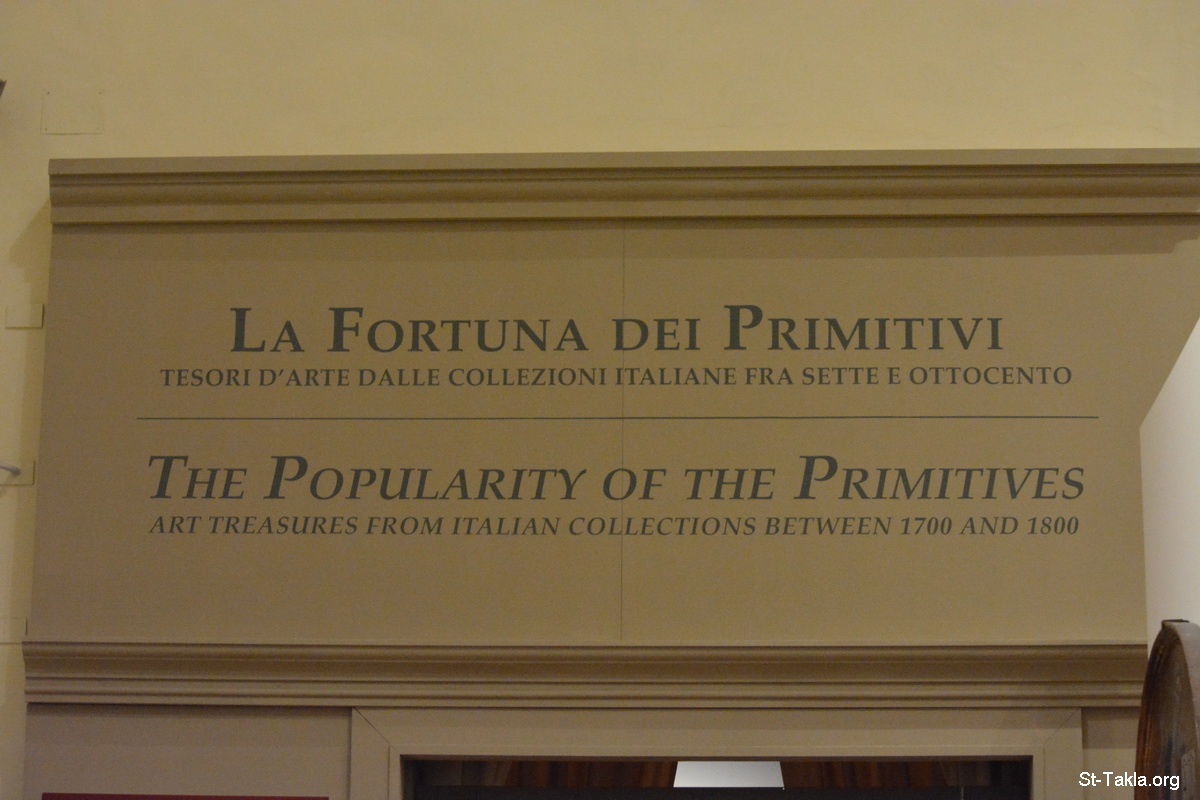 LA FORTUNA DEI PRIMITIVI
TESORI D'ARTE DALLE COLLEZIONI ITALIANE FRA SETTE E OTTOCENTO
THE POPULARITY OF THE PRIMITIVES
ART TREASURES FROM ITALIAN COLLECTIONS BETWEEN 1700 AND 1800
St-Takla.org